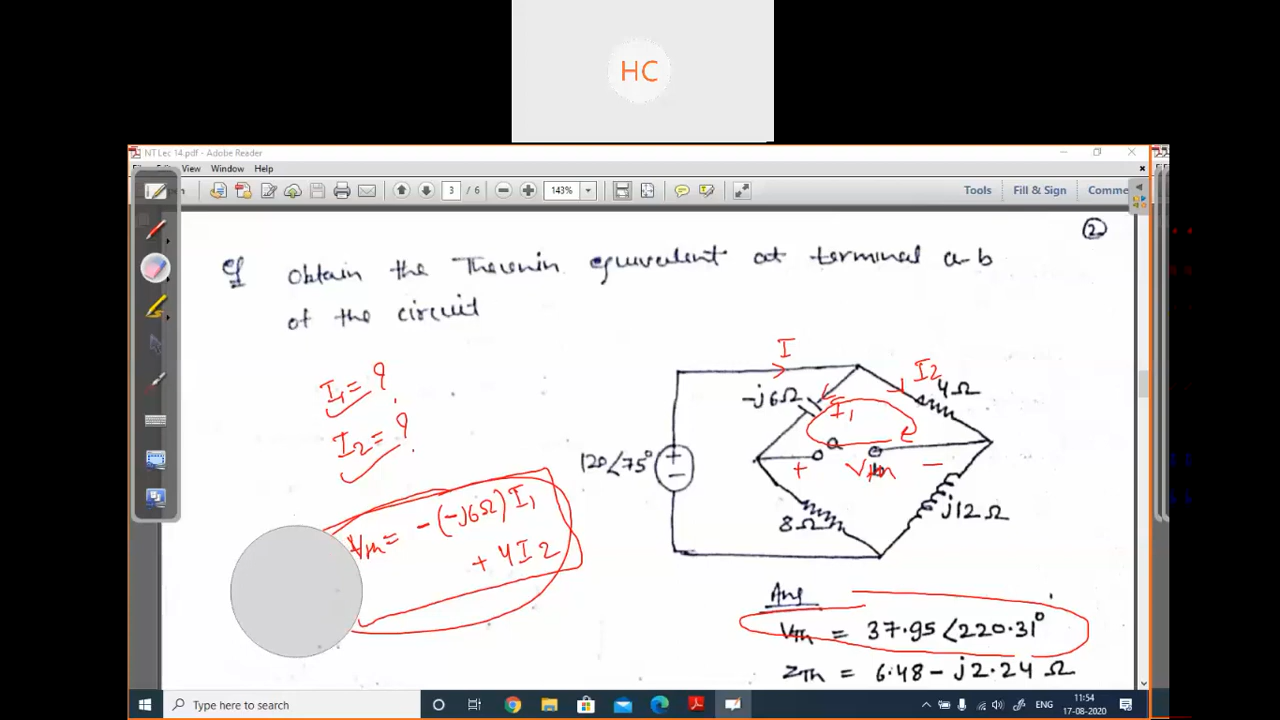 HC
NT Lec 14.pdf - Adobe Reader
View Window Help
3 / 6 143% Tools Fill & Sign Comme
②
Obtain the Thevenin equivalent at terminal a-b
of the circuit
I
I1 = ?
I2 = ?
-j6Ω
I1
I2
4Ω
120∠75°
+
-
a
b
+ Vth -
8Ω
j12Ω
Vth = -(-j6Ω)I1
+ 4I2
Ans
VTh = 37.95∠220.31°
ZTh = 6.48 - j2.24 Ω
Type here to search
ENG
11:54
17-08-2020